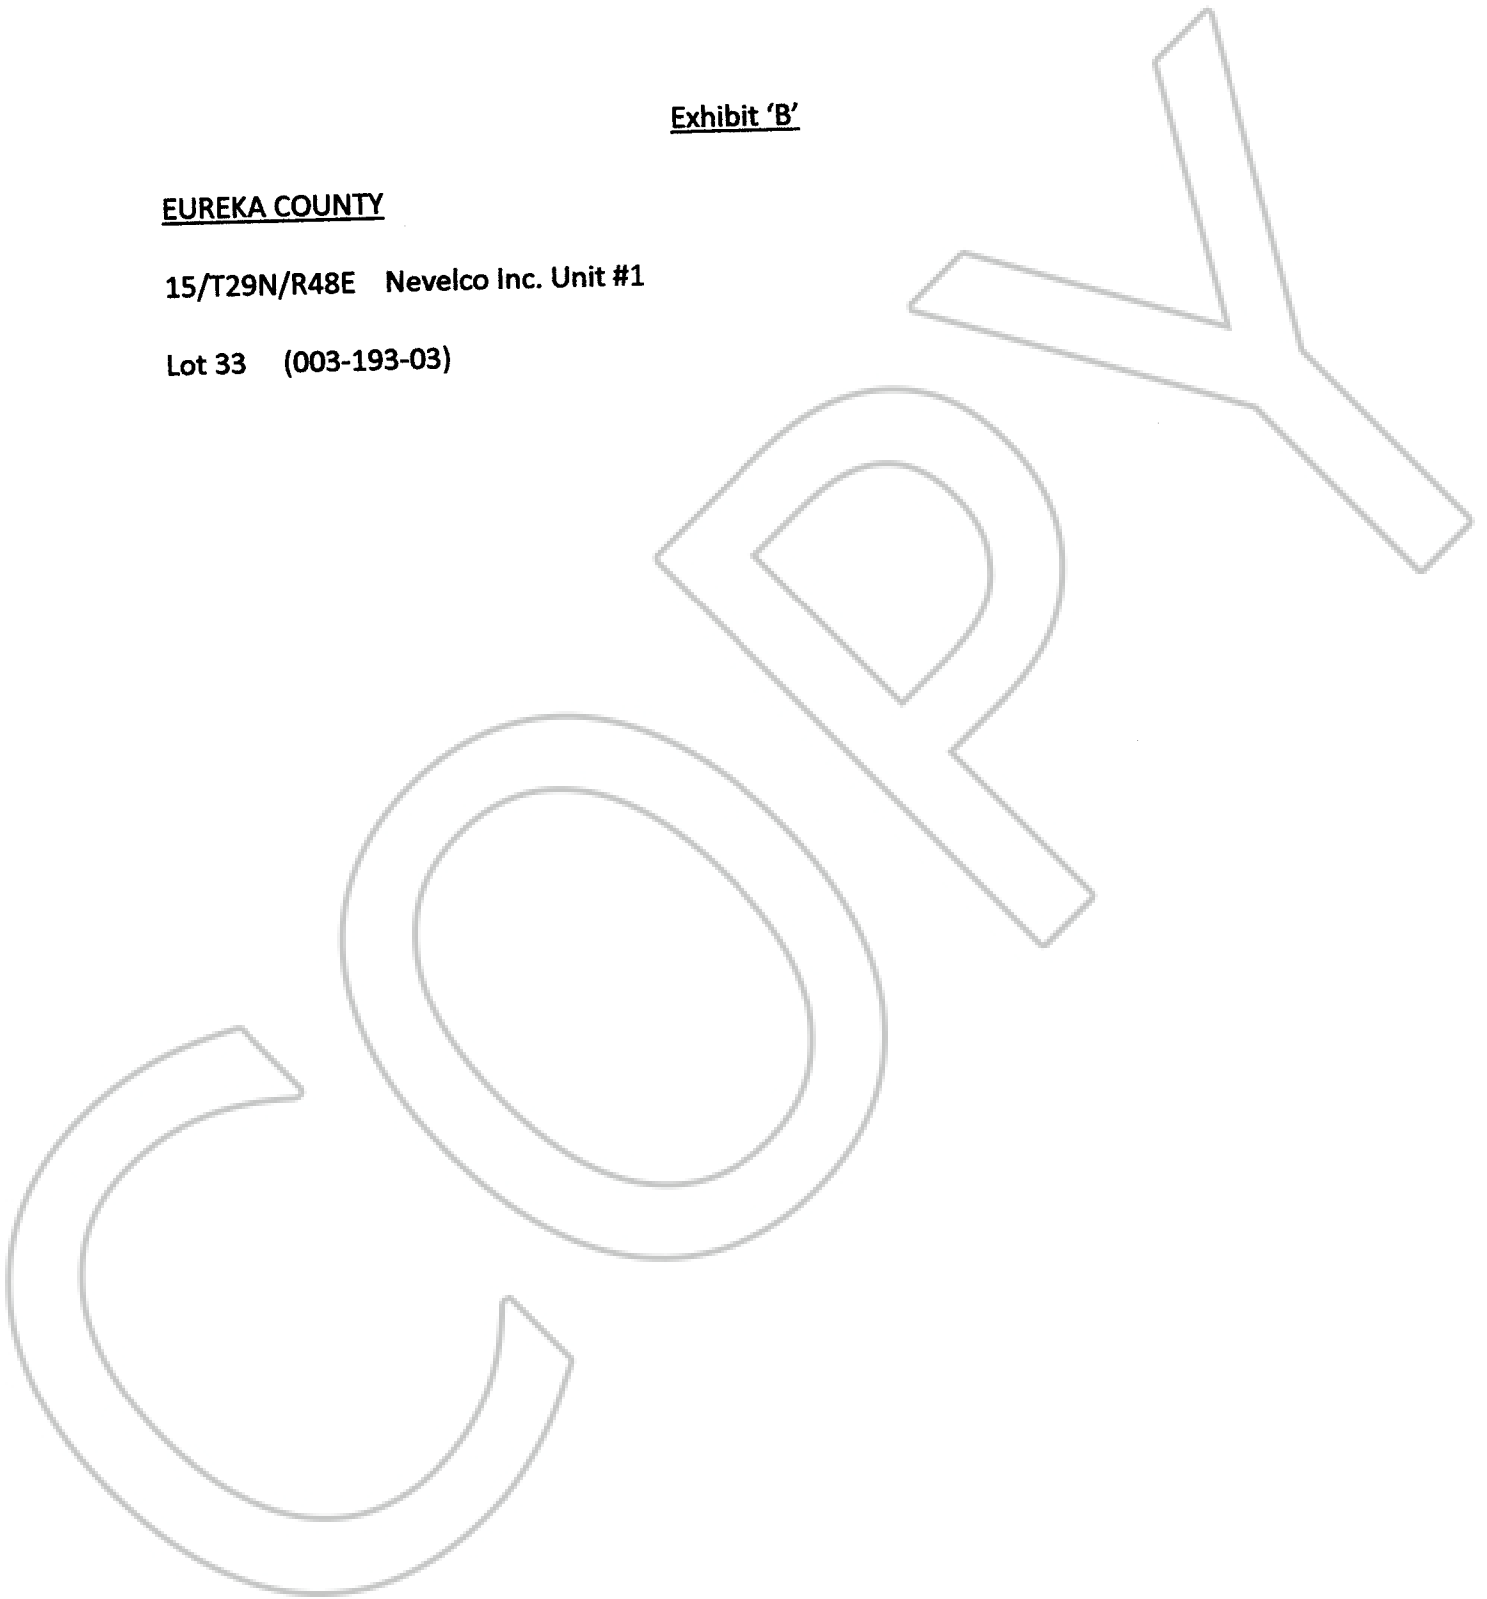 Exhibit ‘B’
EUREKA COUNTY
15/T29N/R48E Nevelco Inc. Unit #1
Lot 33 (003-193-03)
COPY